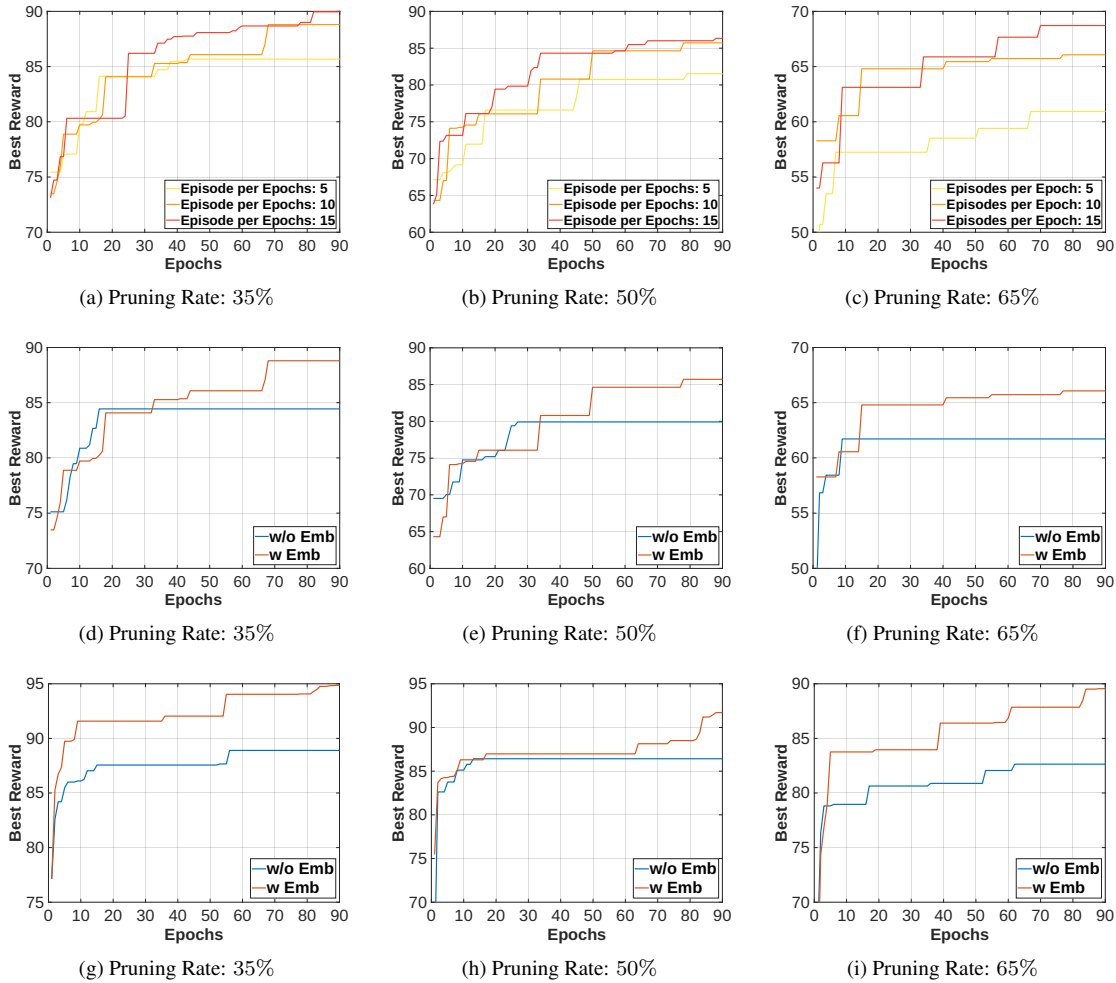 90
85
80
75
70
Best Reward
0 10 20 30 40 50 60 70 80 90
Epochs
Episode per Epochs: 5
Episode per Epochs: 10
Episode per Epochs: 15
(a) Pruning Rate: 35%
90
85
80
75
70
65
60
Best Reward
0 10 20 30 40 50 60 70 80 90
Epochs
Episode per Epochs: 5
Episode per Epochs: 10
Episode per Epochs: 15
(b) Pruning Rate: 50%
70
65
60
55
50
Best Reward
0 10 20 30 40 50 60 70 80 90
Epochs
Episodes per Epoch: 5
Episodes per Epoch: 10
Episodes per Epoch: 15
(c) Pruning Rate: 65%
90
85
80
75
70
Best Reward
0 10 20 30 40 50 60 70 80 90
Epochs
w/o Emb
w Emb
(d) Pruning Rate: 35%
90
85
80
75
70
65
60
Best Reward
0 10 20 30 40 50 60 70 80 90
Epochs
w/o Emb
w Emb
(e) Pruning Rate: 50%
70
65
60
55
50
Best Reward
0 10 20 30 40 50 60 70 80 90
Epochs
w/o Emb
w Emb
(f) Pruning Rate: 65%
95
90
85
80
75
Best Reward
0 10 20 30 40 50 60 70 80 90
Epochs
w/o Emb
w Emb
(g) Pruning Rate: 35%
95
90
85
80
75
70
Best Reward
0 10 20 30 40 50 60 70 80 90
Epochs
w/o Emb
w Emb
(h) Pruning Rate: 50%
90
85
80
75
70
Best Reward
0 10 20 30 40 50 60 70 80 90
Epochs
w/o Emb
w Emb
(i) Pruning Rate: 65%